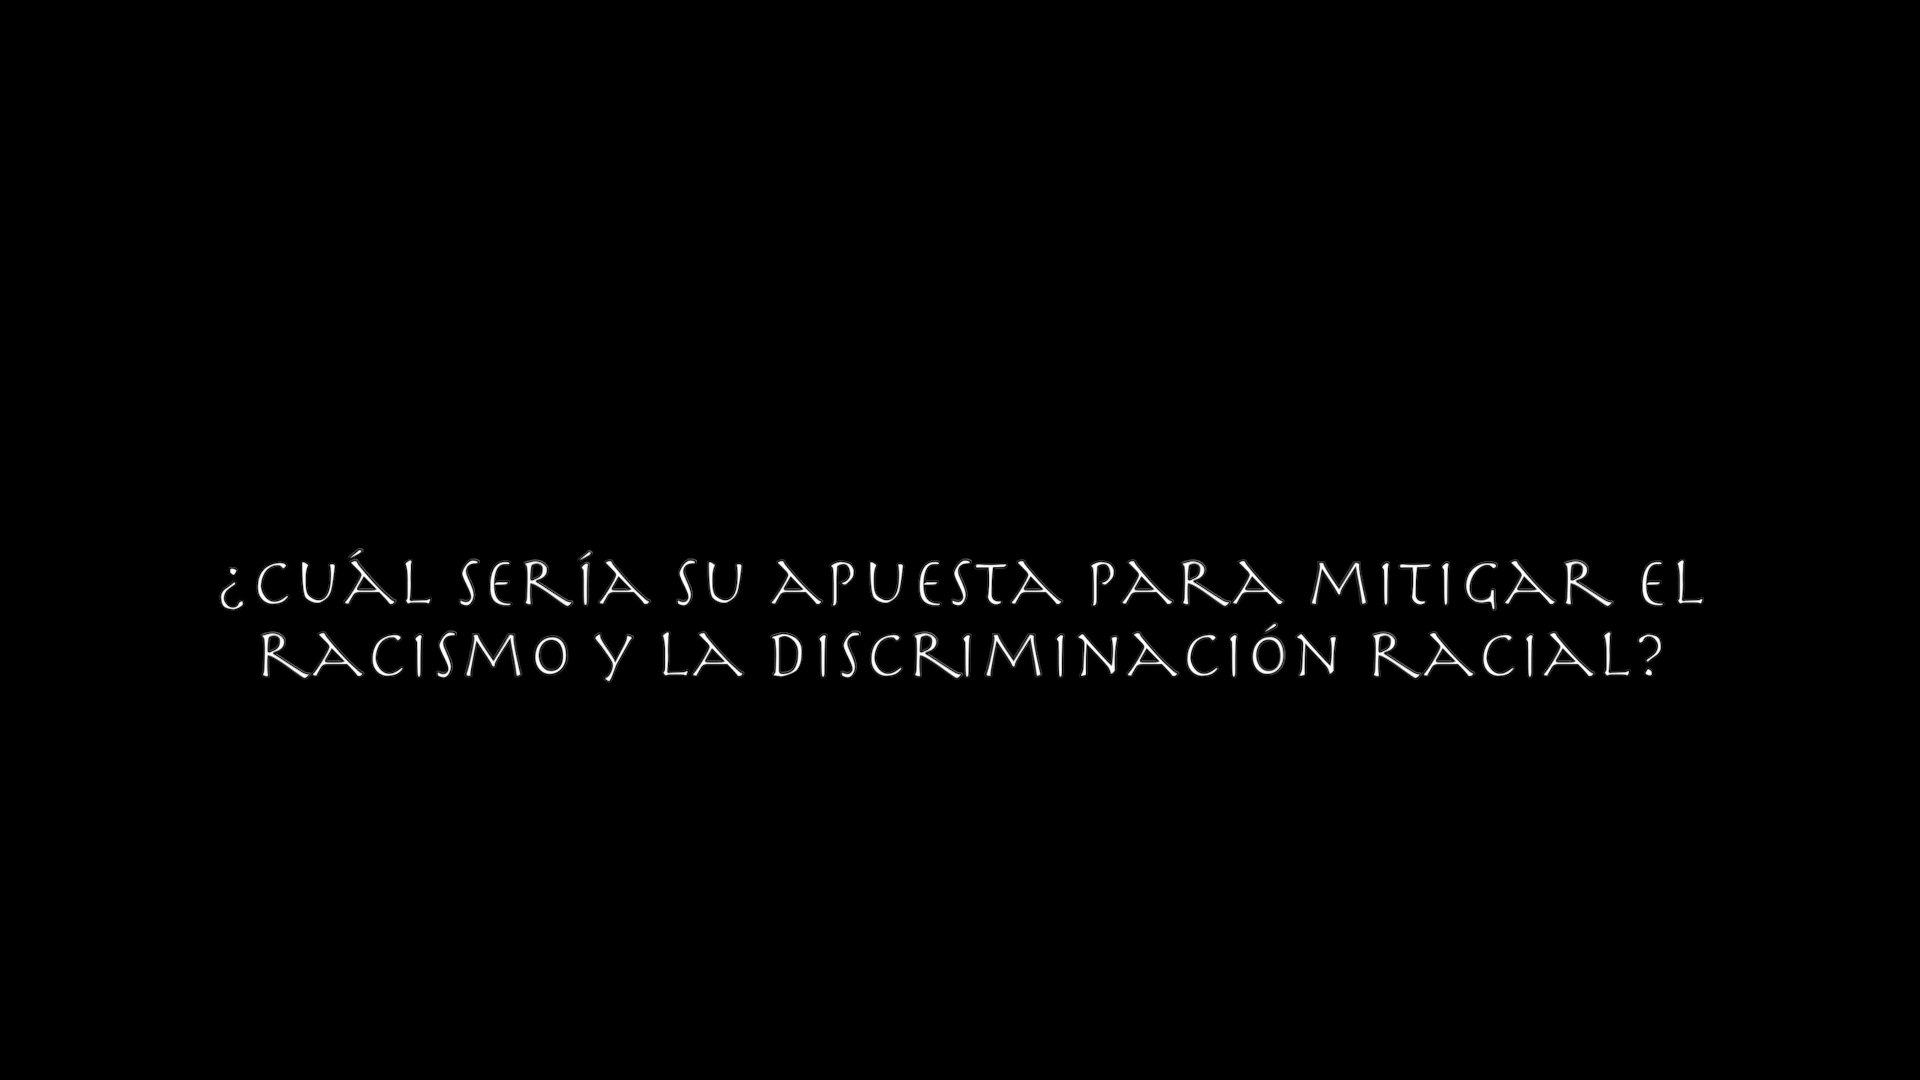 ¿CUÁL SERÍA SU APUESTA PARA MITIGAR EL
RACISMO Y LA DISCRIMINACIÓN RACIAL?